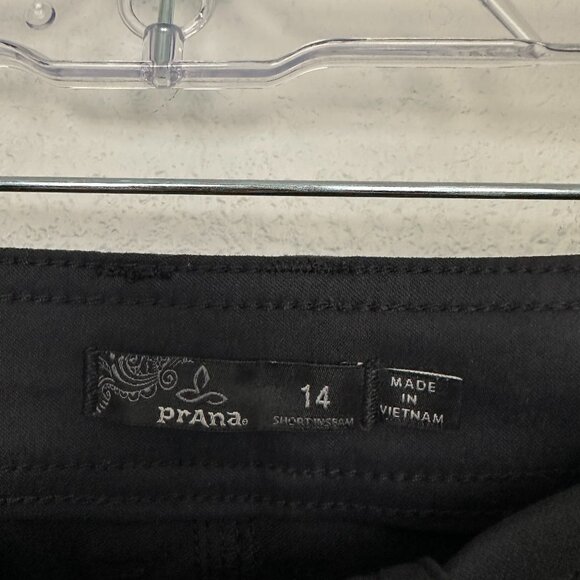 prAna®
14
SHORT INSEAM
MADE
IN
VIETNAM